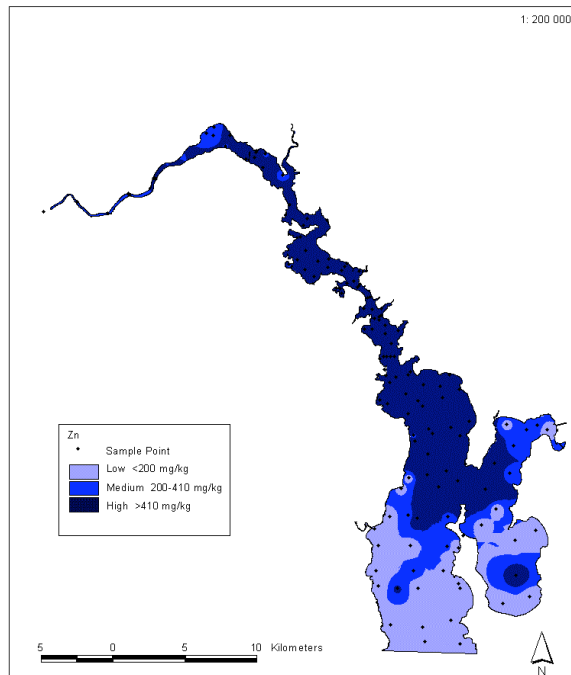 1: 200 000
Zn
Sample Point
Low <200 mg/kg
Medium 200-410 mg/kg
High >410 mg/kg
5 0 5 10 Kilometers
N